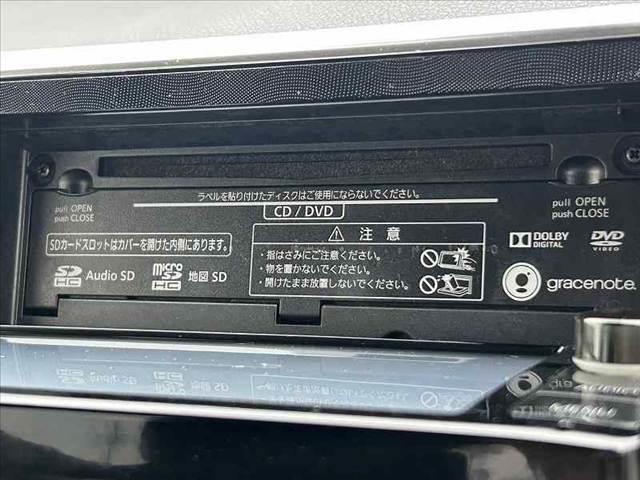 ラベルを貼り付けたディスクはご使用にならないでください。
CD / DVD
pull OPEN
push CLOSE
pull OPEN
push CLOSE
SDカードスロットはカバーを開けた内側にあります。
SD HC Audio SD
micro SD HC 地図 SD
注 意
・指はさみにご注意ください。
・物を置かないでください。
・開けたまま放置しないでください。
DOLBY
DIGITAL
DVD
VIDEO
gracenote.